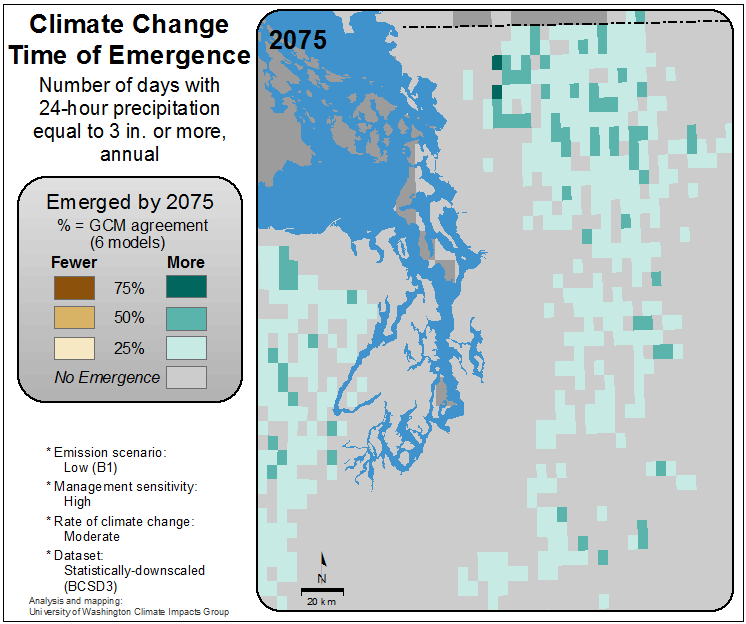 Climate Change
Time of Emergence
Number of days with
24-hour precipitation
equal to 3 in. or more,
annual
Emerged by 2075
% = GCM agreement
(6 models)
Fewer More
75%
50%
25%
No Emergence
* Emission scenario:
Low (B1)
* Management sensitivity:
High
* Rate of climate change:
Moderate
* Dataset:
Statistically-downscaled
(BCSD3)
Analysis and mapping:
University of Washington Climate Impacts Group
2075
N
20 km